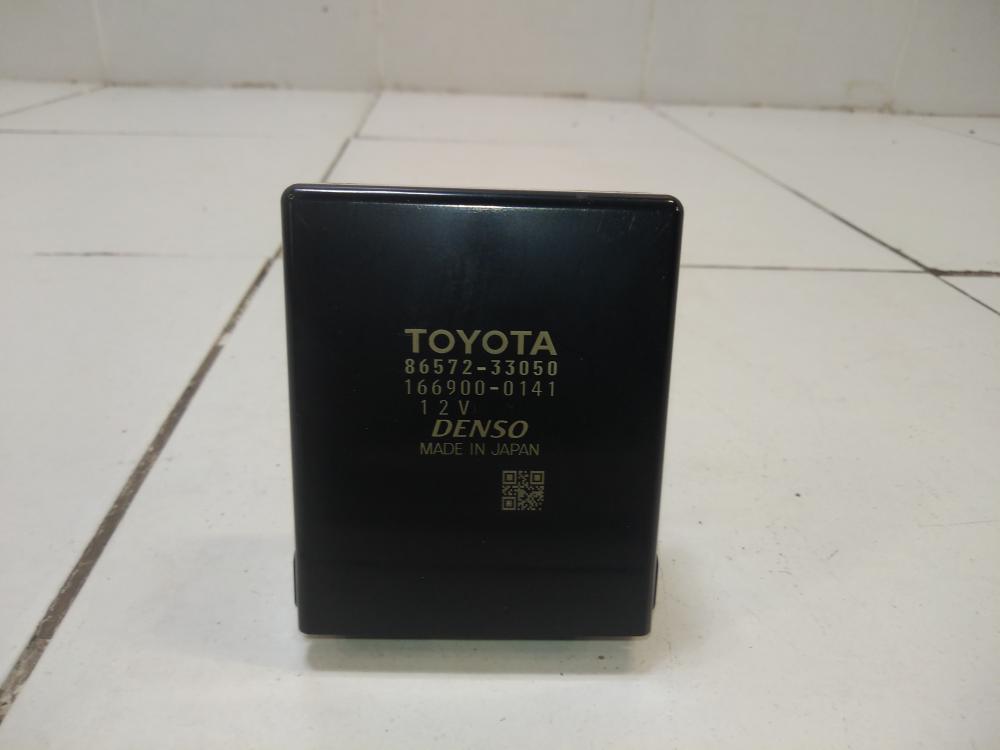 TOYOTA
86572-33050
166900-0141
12V
DENSO
MADE IN JAPAN